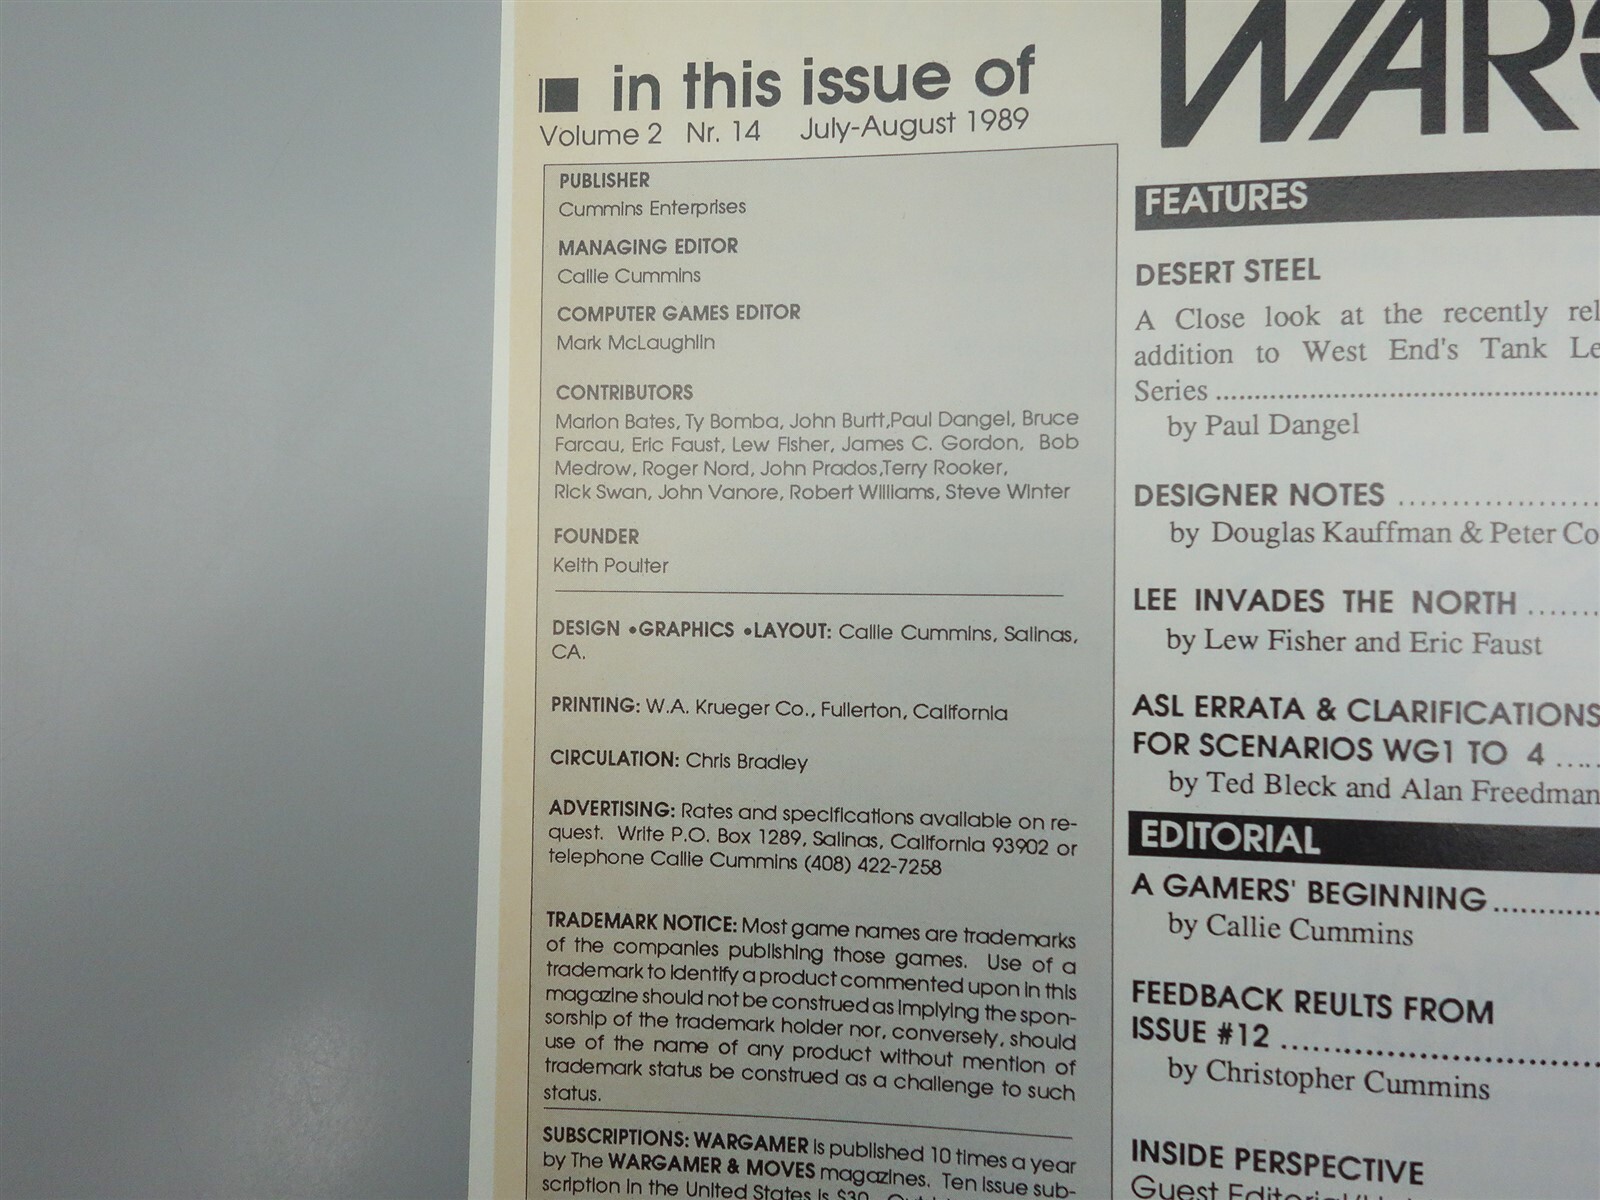 in this issue of
Volume 2 Nr. 14 July-August 1989
PUBLISHER
Cummins Enterprises
MANAGING EDITOR
Callie Cummins
COMPUTER GAMES EDITOR
Mark McLaughlin
CONTRIBUTORS
Marion Bates, Ty Bomba, John Burtt,Paul Dangel, Bruce
Farcau, Eric Faust, Lew Fisher, James C. Gordon, Bob
Medrow, Roger Nord, John Prados,Terry Rooker,
Rick Swan, John Vanore, Robert Williams, Steve Winter
FOUNDER
Keith Poulter
DESIGN •GRAPHICS •LAYOUT: Callie Cummins, Salinas,
CA.
PRINTING: W.A. Krueger Co., Fullerton, California
CIRCULATION: Chris Bradley
ADVERTISING: Rates and specifications available on re-
quest. Write P.O. Box 1289, Salinas, California 93902 or
telephone Callie Cummins (408) 422-7258
TRADEMARK NOTICE: Most game names are trademarks
of the companies publishing those games. Use of a
trademark to identify a product commented upon in this
magazine should not be construed as implying the spon-
sorship of the trademark holder nor, conversely, should
use of the name of any product without mention of
trademark status be construed as a challenge to such
status.
SUBSCRIPTIONS: WARGAMER is published 10 times a year
by The WARGAMER & MOVES magazines. Ten issue sub-
scription in the United States is $30.
WAR
FEATURES
DESERT STEEL
A Close look at the recently rel
addition to West End's Tank Le
Series ........................................
by Paul Dangel
DESIGNER NOTES ....................
by Douglas Kauffman & Peter Co
LEE INVADES THE NORTH .......
by Lew Fisher and Eric Faust
ASL ERRATA & CLARIFICATIONS
FOR SCENARIOS WG1 TO 4 .....
by Ted Bleck and Alan Freedman
EDITORIAL
A GAMERS' BEGINNING............
by Callie Cummins
FEEDBACK REULTS FROM
ISSUE #12 ................................
by Christopher Cummins
INSIDE PERSPECTIVE
Guest